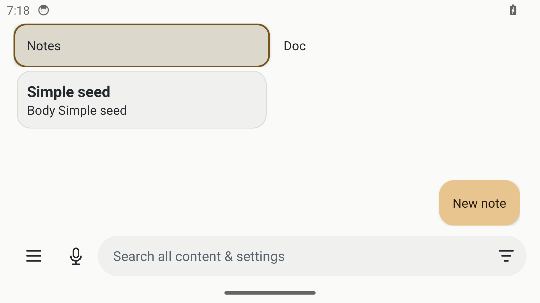 7:18
Notes
Doc
Simple seed
Body Simple seed
New note
Search all content & settings